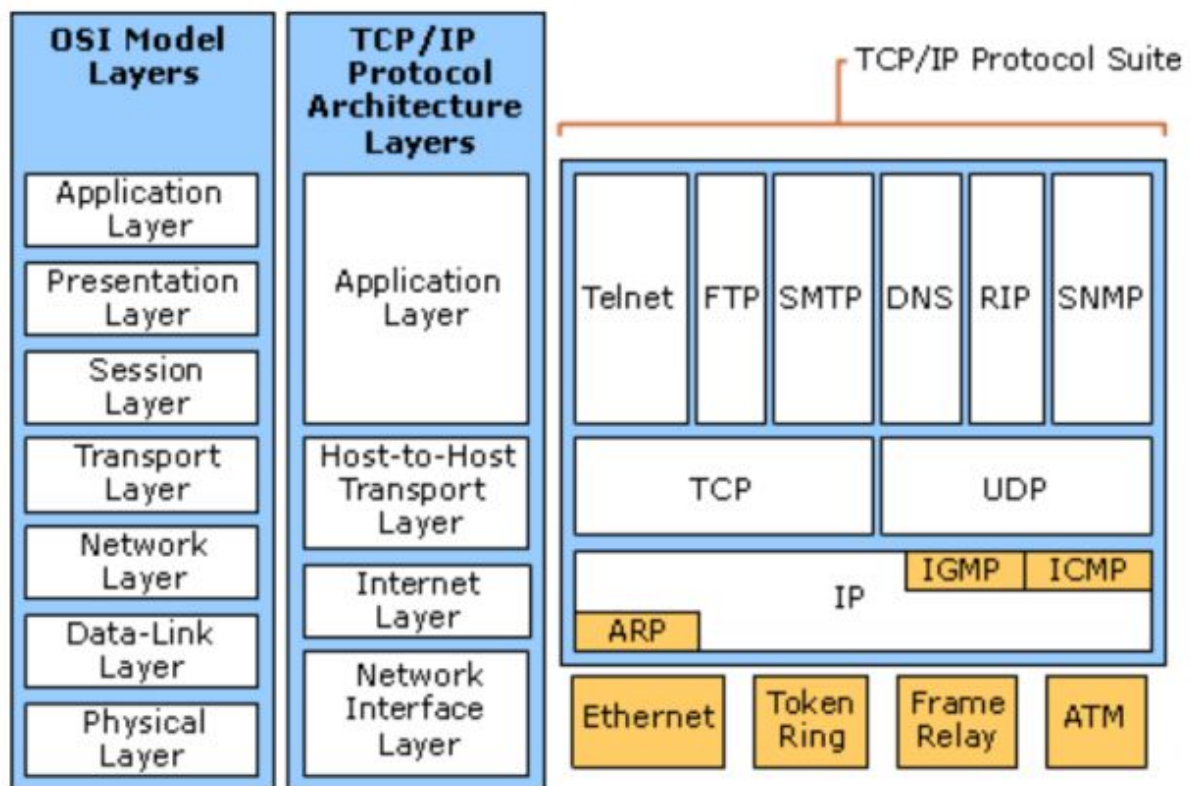 OSI Model
Layers
Application
Layer
Presentation
Layer
Session
Layer
Transport
Layer
Network
Layer
Data-Link
Layer
Physical
Layer
TCP/IP
Protocol
Architecture
Layers
Application
Layer
Host-to-Host
Transport
Layer
Internet
Layer
Network
Interface
Layer
TCP/IP Protocol Suite
Telnet
FTP
SMTP
DNS
RIP
SNMP
TCP
UDP
IGMP
ICMP
IP
ARP
Ethernet
Token
Ring
Frame
Relay
ATM